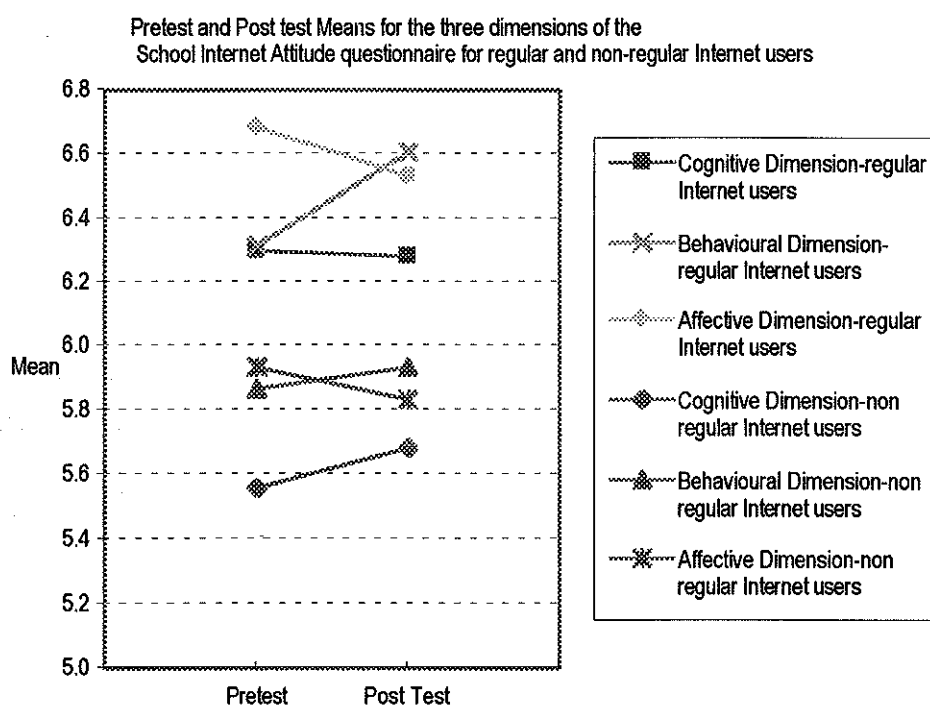 Pretest and Post test Means for the three dimensions of the
School Internet Attitude questionnaire for regular and non-regular Internet users
6.8
6.6
6.4
6.2
6.0
Mean
5.8
5.6
5.4
5.2
5.0
Pretest Post Test
Cognitive Dimension-regular
Internet users
Behavioural Dimension-
regular Internet users
Affective Dimension-regular
Internet users
Cognitive Dimension-non
regular Internet users
Behavioural Dimension-non
regular Internet users
Affective Dimension-non
regular Internet users